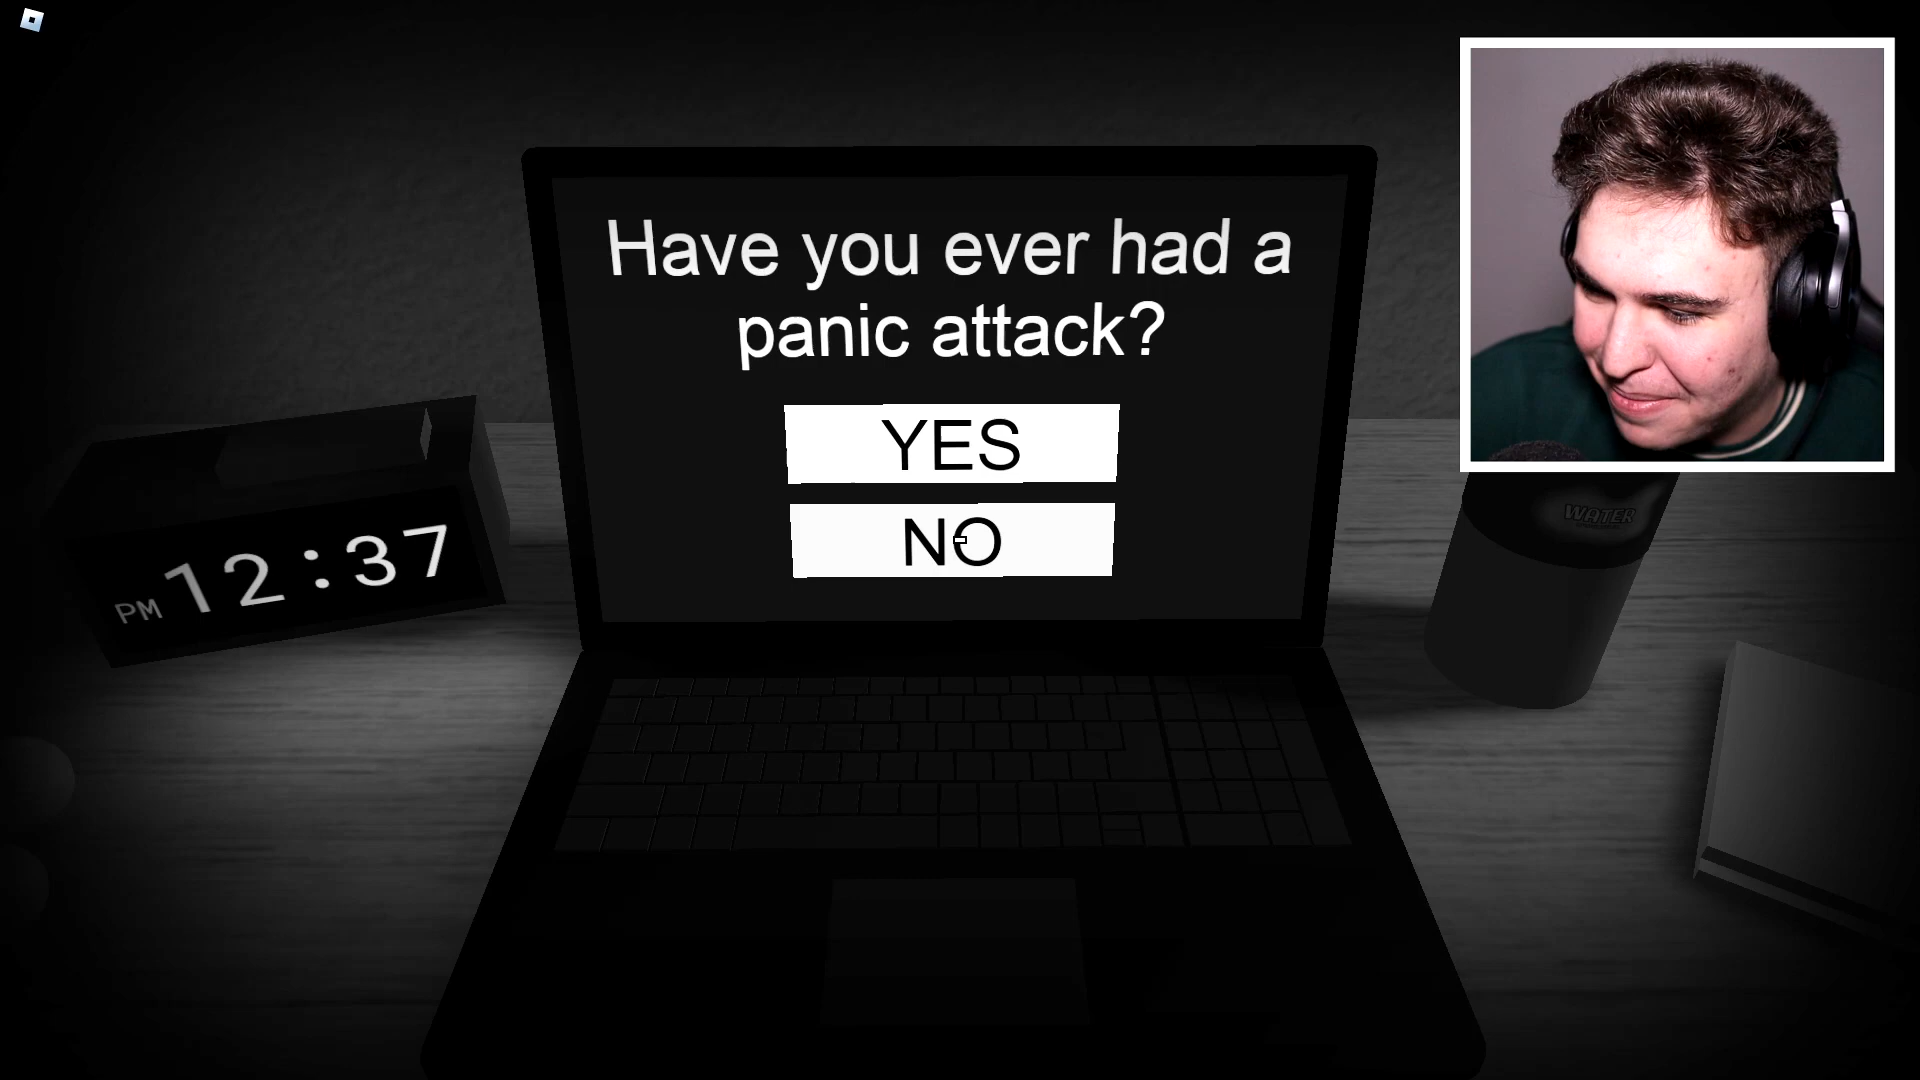 Have you ever had a
panic attack?
YES
NO
PM 12:37
WATER